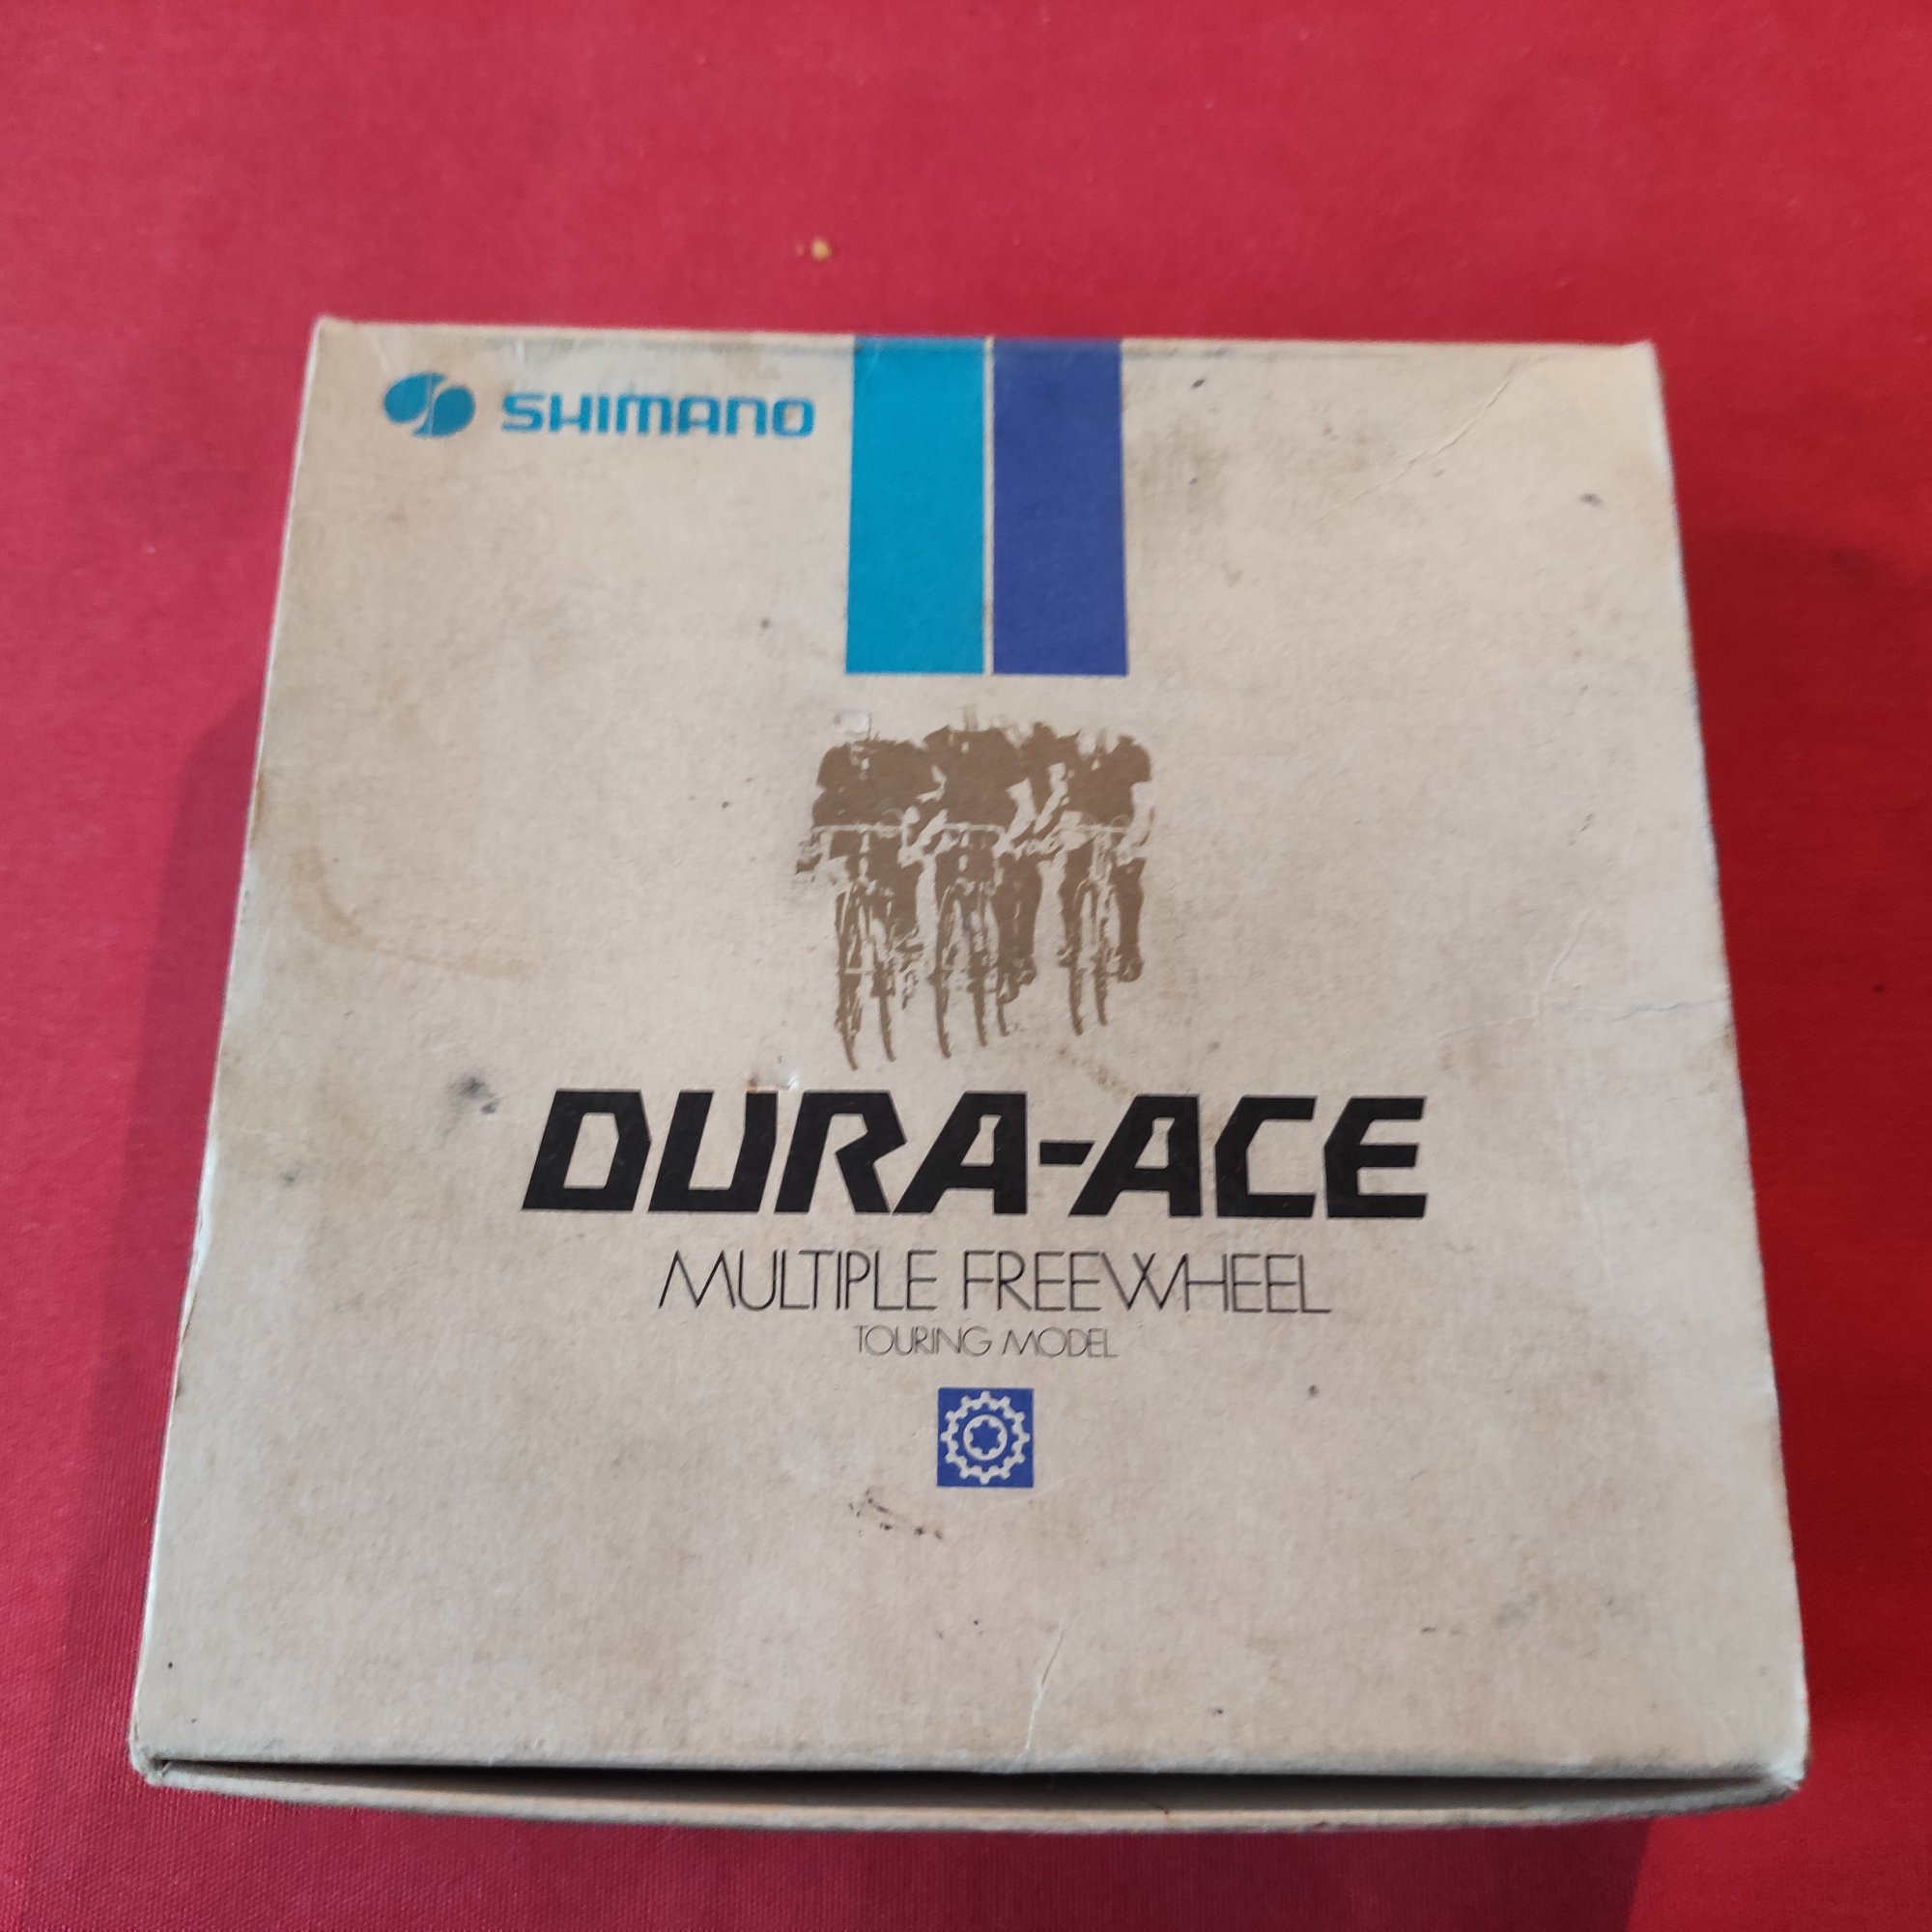 SHIMANO
DURA-ACE
MULTIPLE FREEWHEEL
TOURING MODEL